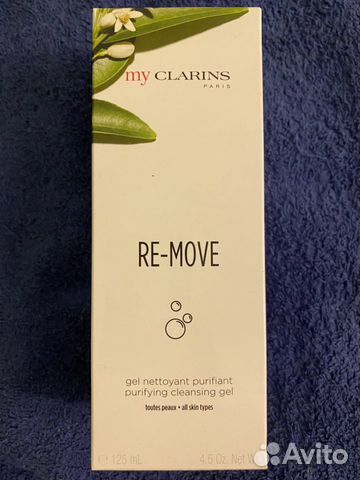 my CLARINS
PARIS
RE-MOVE
gel nettoyant purifiant
purifying cleansing gel
toutes peaux • all skin types
℮ 125 mL 4.5 Oz. Net
Avito